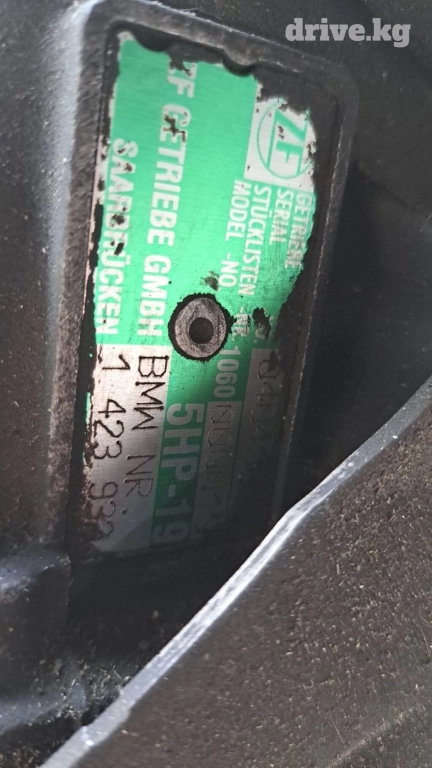 drive.kg
ZF
GETRIEBE
SERIAL
STÜCKLISTEN
MODEL -NO 1060
ZF GETRIEBE GMBH 5HP-19
SAARBRÜCKEN BMW NR
1 423 932